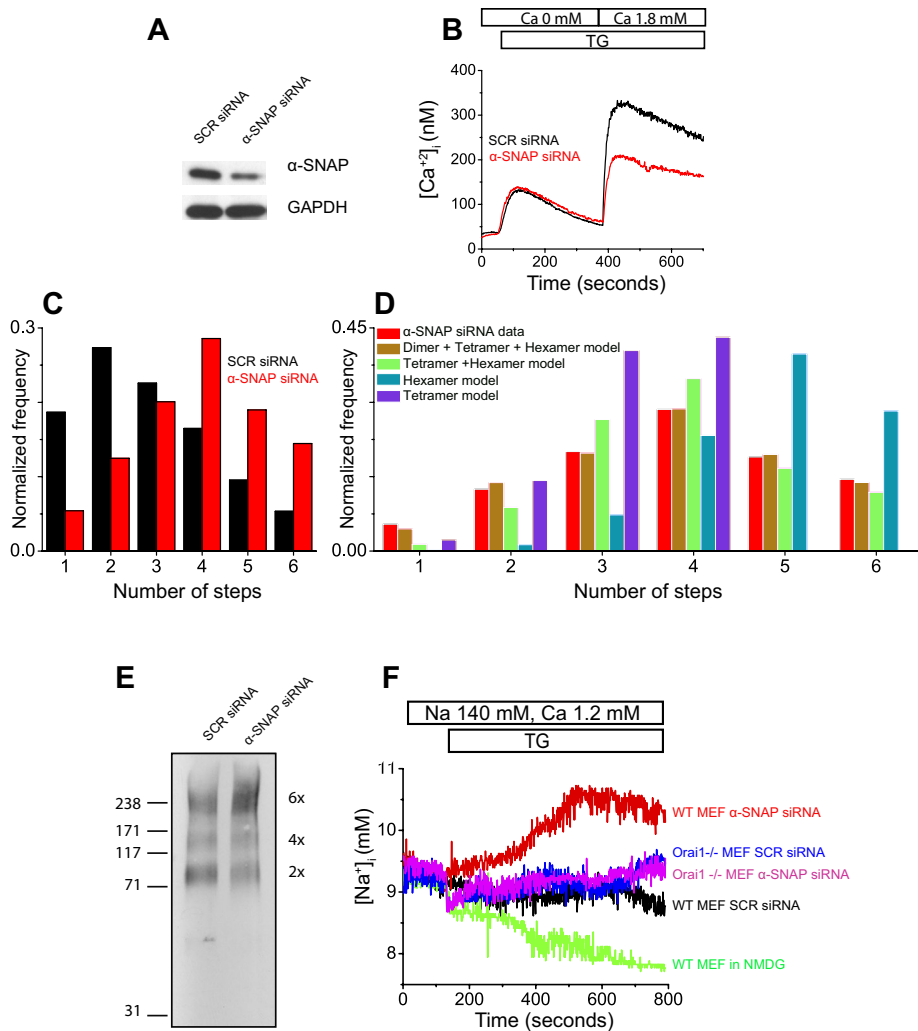 A
SCR siRNA
α-SNAP siRNA
α-SNAP
GAPDH
B
Ca 0 mM
Ca 1.8 mM
TG
400
300
200
100
0
[Ca⁺²]ᵢ (nM)
SCR siRNA
α-SNAP siRNA
0
200
400
600
Time (seconds)
C
0.3
0.0
Normalized frequency
SCR siRNA
α-SNAP siRNA
1
2
3
4
5
6
Number of steps
D
0.45
0.00
Normalized frequency
α-SNAP siRNA data
Dimer + Tetramer + Hexamer model
Tetramer +Hexamer model
Hexamer model
Tetramer model
1
2
3
4
5
6
Number of steps
E
SCR siRNA
α-SNAP siRNA
238
171
117
71
31
6x
4x
2x
F
Na 140 mM, Ca 1.2 mM
TG
11
10
9
8
[Na⁺]ᵢ (mM)
WT MEF α-SNAP siRNA
Orai1-/- MEF SCR siRNA
Orai1 -/- MEF α-SNAP siRNA
WT MEF SCR siRNA
WT MEF in NMDG
0
200
400
600
800
Time (seconds)